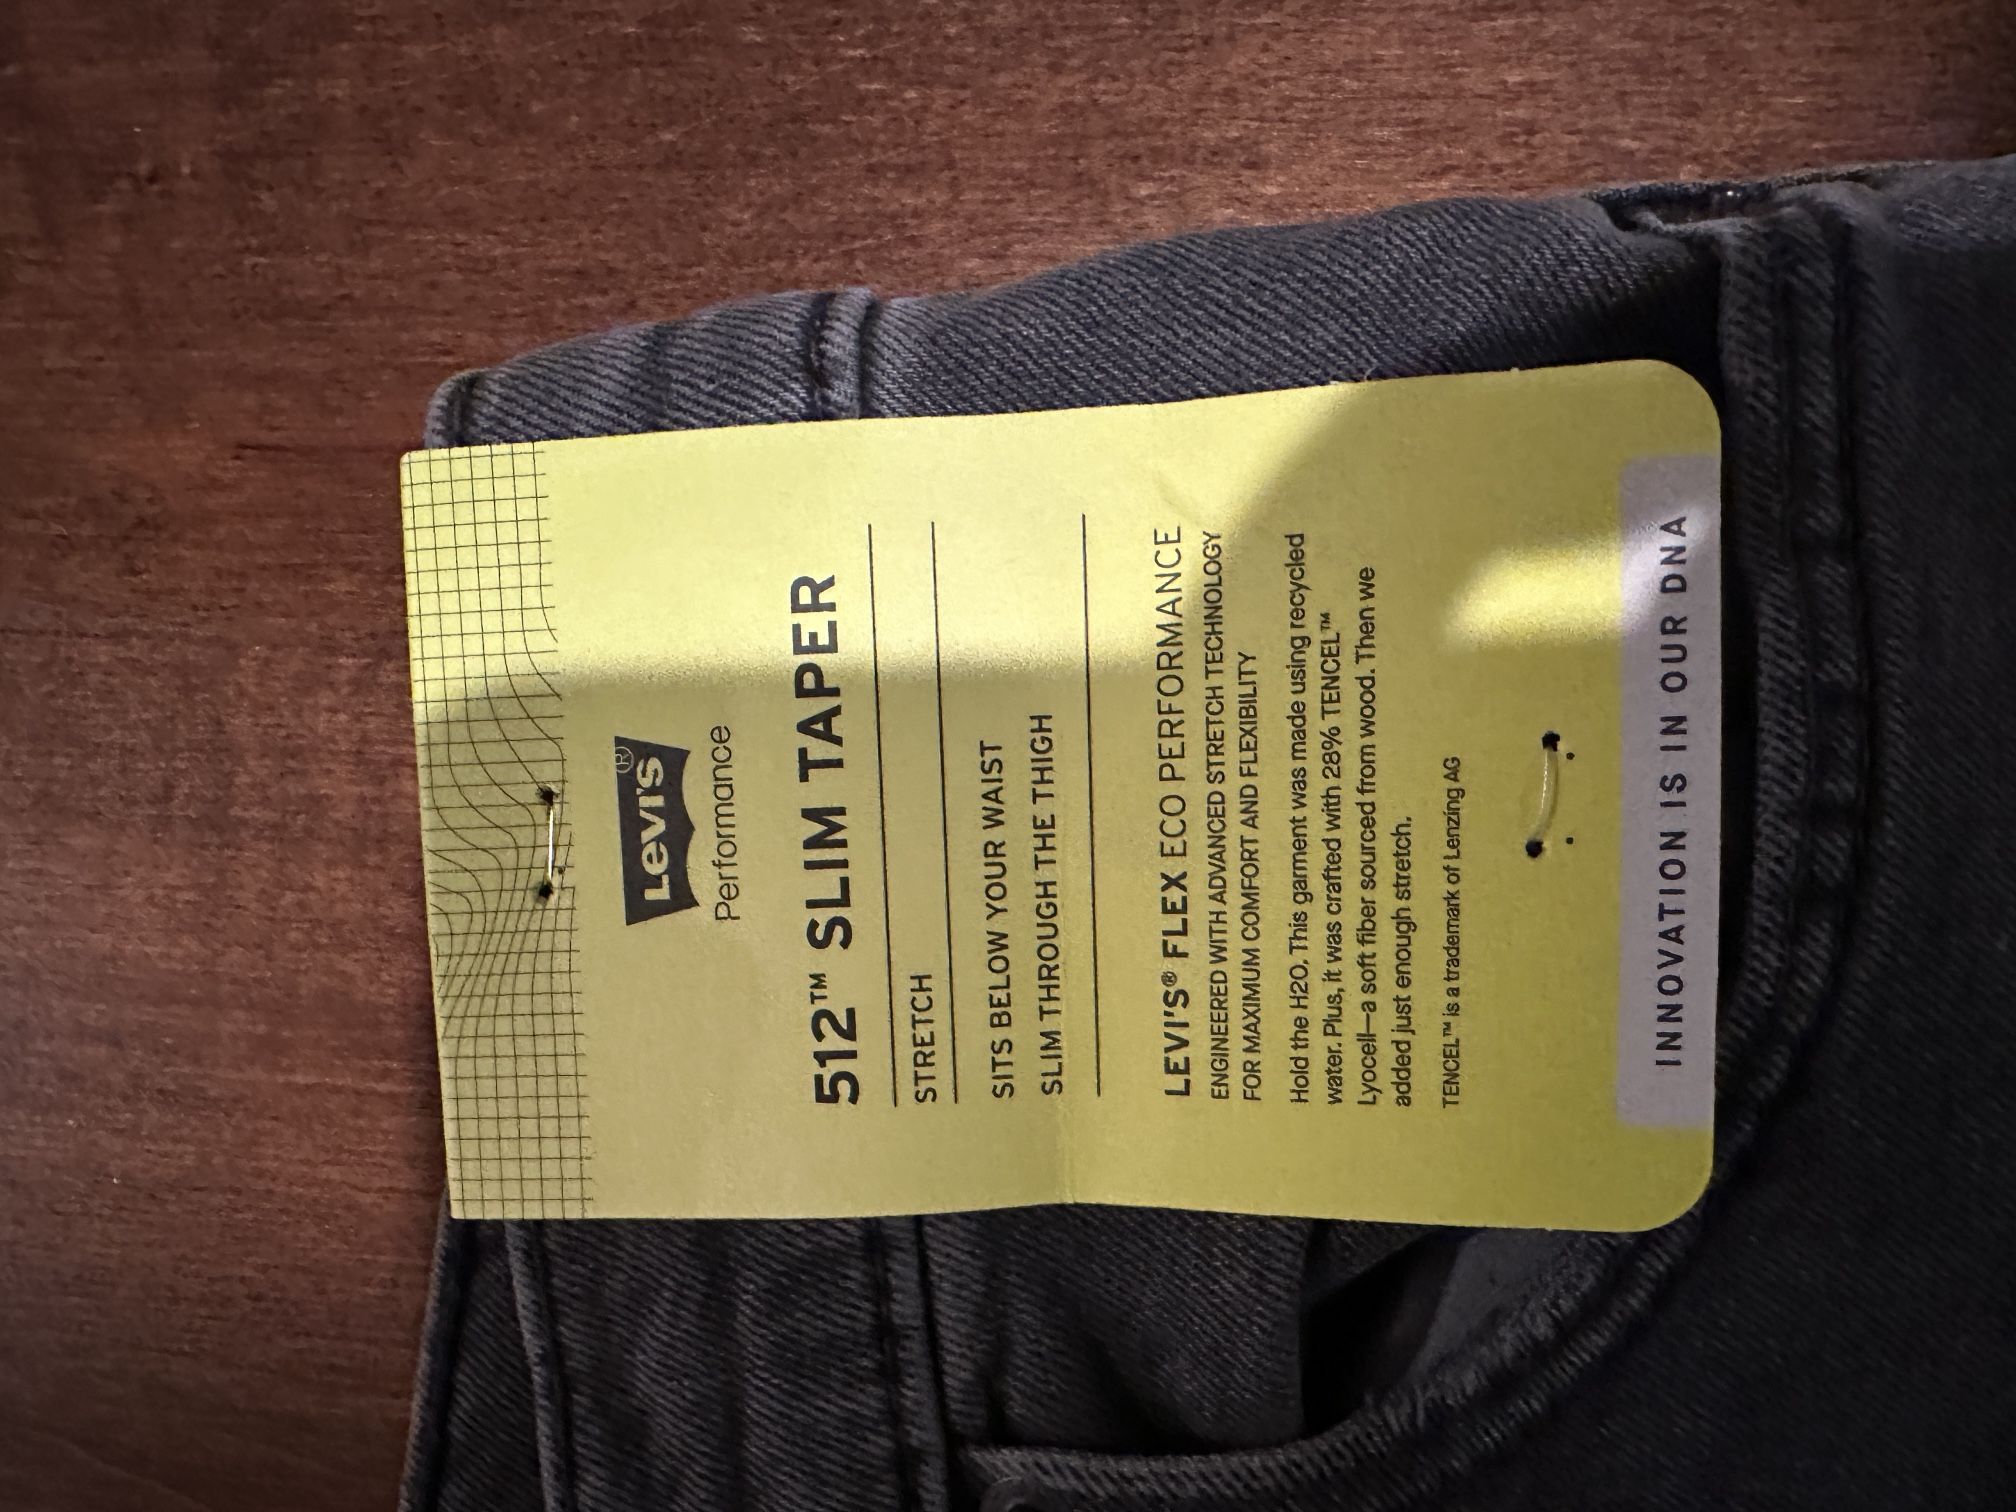 LEVI'S®
Performance
512™ SLIM TAPER
STRETCH
SITS BELOW YOUR WAIST
SLIM THROUGH THE THIGH
LEVI'S® FLEX ECO PERFORMANCE
ENGINEERED WITH ADVANCED STRETCH TECHNOLOGY
FOR MAXIMUM COMFORT AND FLEXIBILITY
Hold the H2O. This garment was made using recycled
water. Plus, it was crafted with 28% TENCEL™
Lyocell—a soft fiber sourced from wood. Then we
added just enough stretch.
TENCEL™ is a trademark of Lenzing AG
INNOVATION IS IN OUR DNA